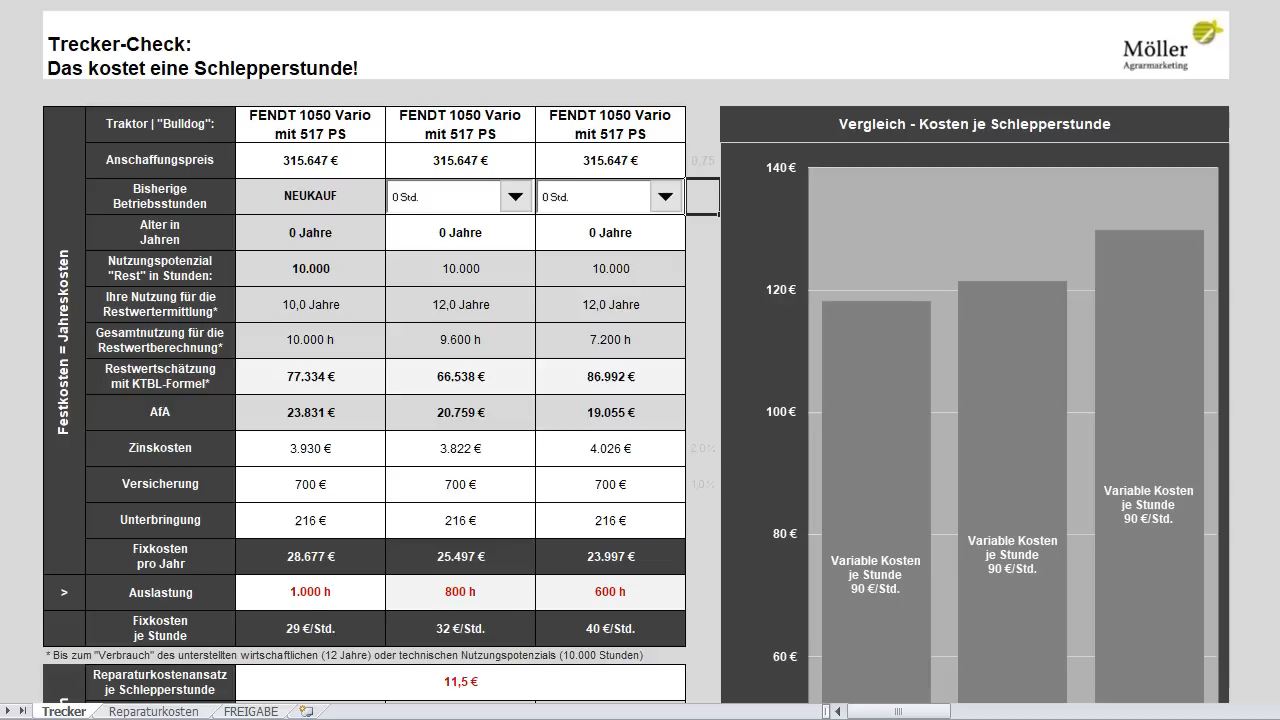 Trecker-Check:
Das kostet eine Schlepperstunde!
Möller
Agrarmarketing
Festkosten = Jahreskosten
Traktor | "Bulldog":
FENDT 1050 Vario
mit 517 PS
FENDT 1050 Vario
mit 517 PS
FENDT 1050 Vario
mit 517 PS
Anschaffungspreis
315.647 €
315.647 €
315.647 €
0,75
Bisherige
Betriebsstunden
NEUKAUF
0 Std.
0 Std.
Alter in
Jahren
0 Jahre
0 Jahre
0 Jahre
Nutzungspotenzial
"Rest" in Stunden:
10.000
10.000
10.000
Ihre Nutzung für die
Restwertermittlung*
10,0 Jahre
12,0 Jahre
12,0 Jahre
Gesamtnutzung für die
Restwertberechnung*
10.000 h
9.600 h
7.200 h
Restwertschätzung
mit KTBL-Formel*
77.334 €
66.538 €
86.992 €
AfA
23.831 €
20.759 €
19.055 €
Zinskosten
3.930 €
3.822 €
4.026 €
2,0%
Versicherung
700 €
700 €
700 €
1,0%
Unterbringung
216 €
216 €
216 €
Fixkosten
pro Jahr
28.677 €
25.497 €
23.997 €
>
Auslastung
1.000 h
800 h
600 h
Fixkosten
je Stunde
29 €/Std.
32 €/Std.
40 €/Std.
* Bis zum "Verbrauch" des unterstellten wirtschaftlichen (12 Jahre) oder technischen Nutzungspotenzials (10.000 Stunden)
Reparaturkostenansatz
je Schlepperstunde
11,5 €
Vergleich - Kosten je Schlepperstunde
140 €
120 €
100 €
80 €
60 €
Variable Kosten
je Stunde
90 €/Std.
Variable Kosten
je Stunde
90 €/Std.
Variable Kosten
je Stunde
90 €/Std.
Trecker
Reparaturkosten
FREIGABE